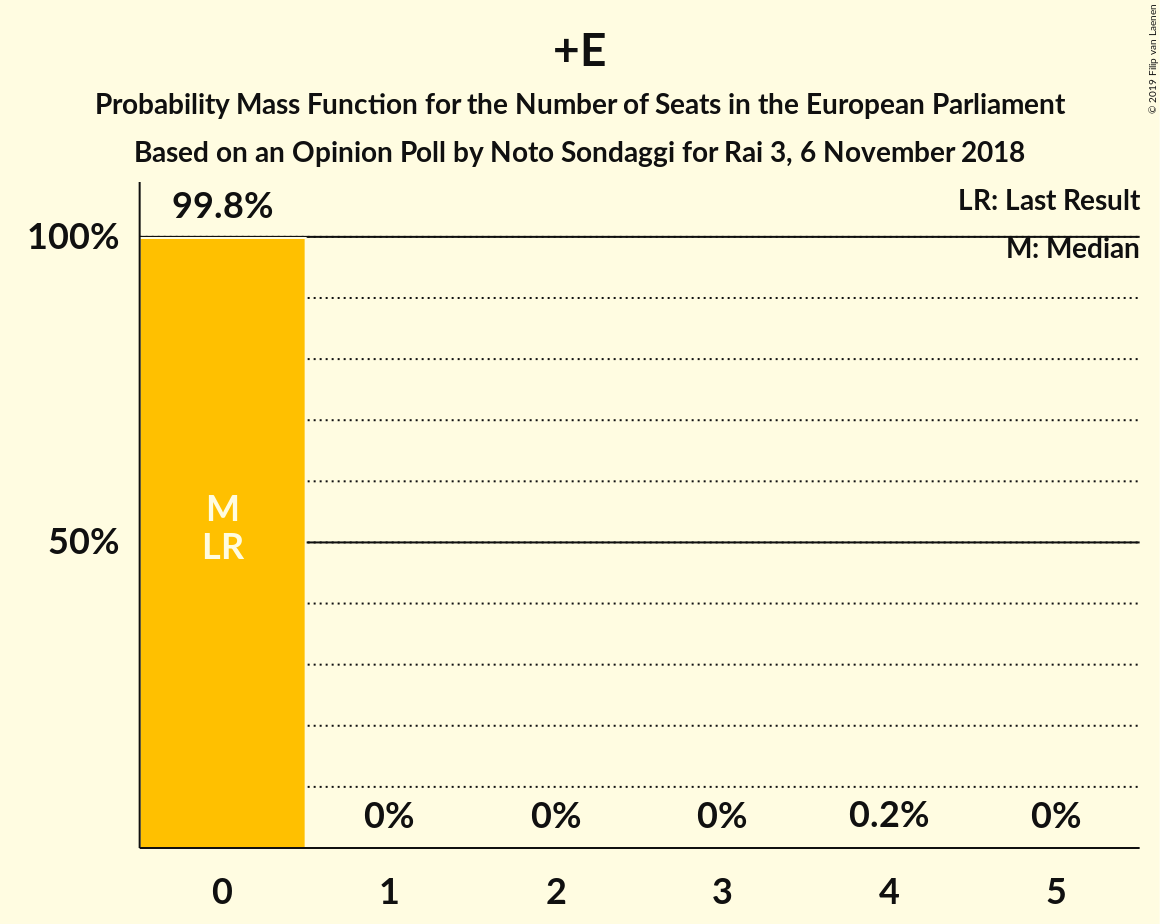 +E
Probability Mass Function for the Number of Seats in the European Parliament
Based on an Opinion Poll by Noto Sondaggi for Rai 3, 6 November 2018
© 2019 Filip van Laenen
LR: Last Result
M: Median
99.8%
100%
50%
M
LR
0% 0% 0% 0.2% 0%
0 1 2 3 4 5